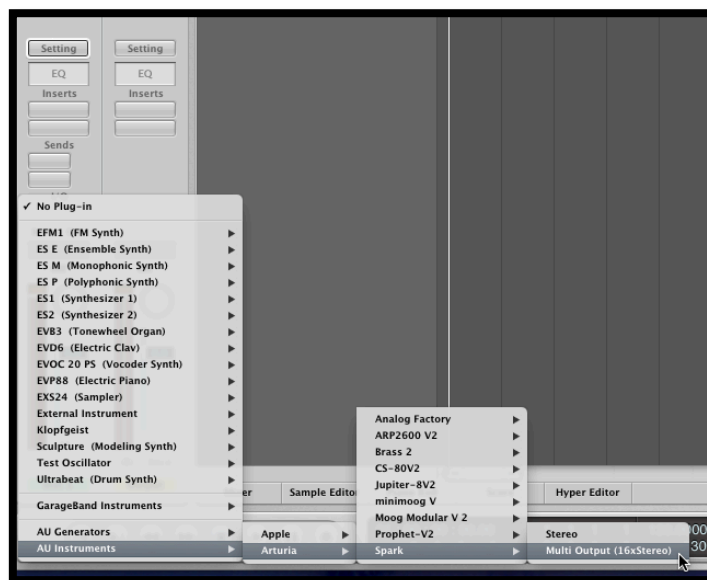 Setting
Setting
EQ
EQ
Inserts
Inserts
Sends
✓ No Plug-in
EFM1 (FM Synth)
ES E (Ensemble Synth)
ES M (Monophonic Synth)
ES P (Polyphonic Synth)
ES1 (Synthesizer 1)
ES2 (Synthesizer 2)
EVB3 (Tonewheel Organ)
EVD6 (Electric Clav)
EVOC 20 PS (Vocoder Synth)
EVP88 (Electric Piano)
EXS24 (Sampler)
External Instrument
Klopfgeist
Sculpture (Modeling Synth)
Test Oscillator
Ultrabeat (Drum Synth)
GarageBand Instruments
AU Generators
AU Instruments
Apple
Arturia
Analog Factory
ARP2600 V2
Brass 2
CS-80V2
Jupiter-8V2
minimoog V
Moog Modular V 2
Prophet-V2
Spark
Stereo
Multi Output (16xStereo)
Sample Edito
Hyper Editor